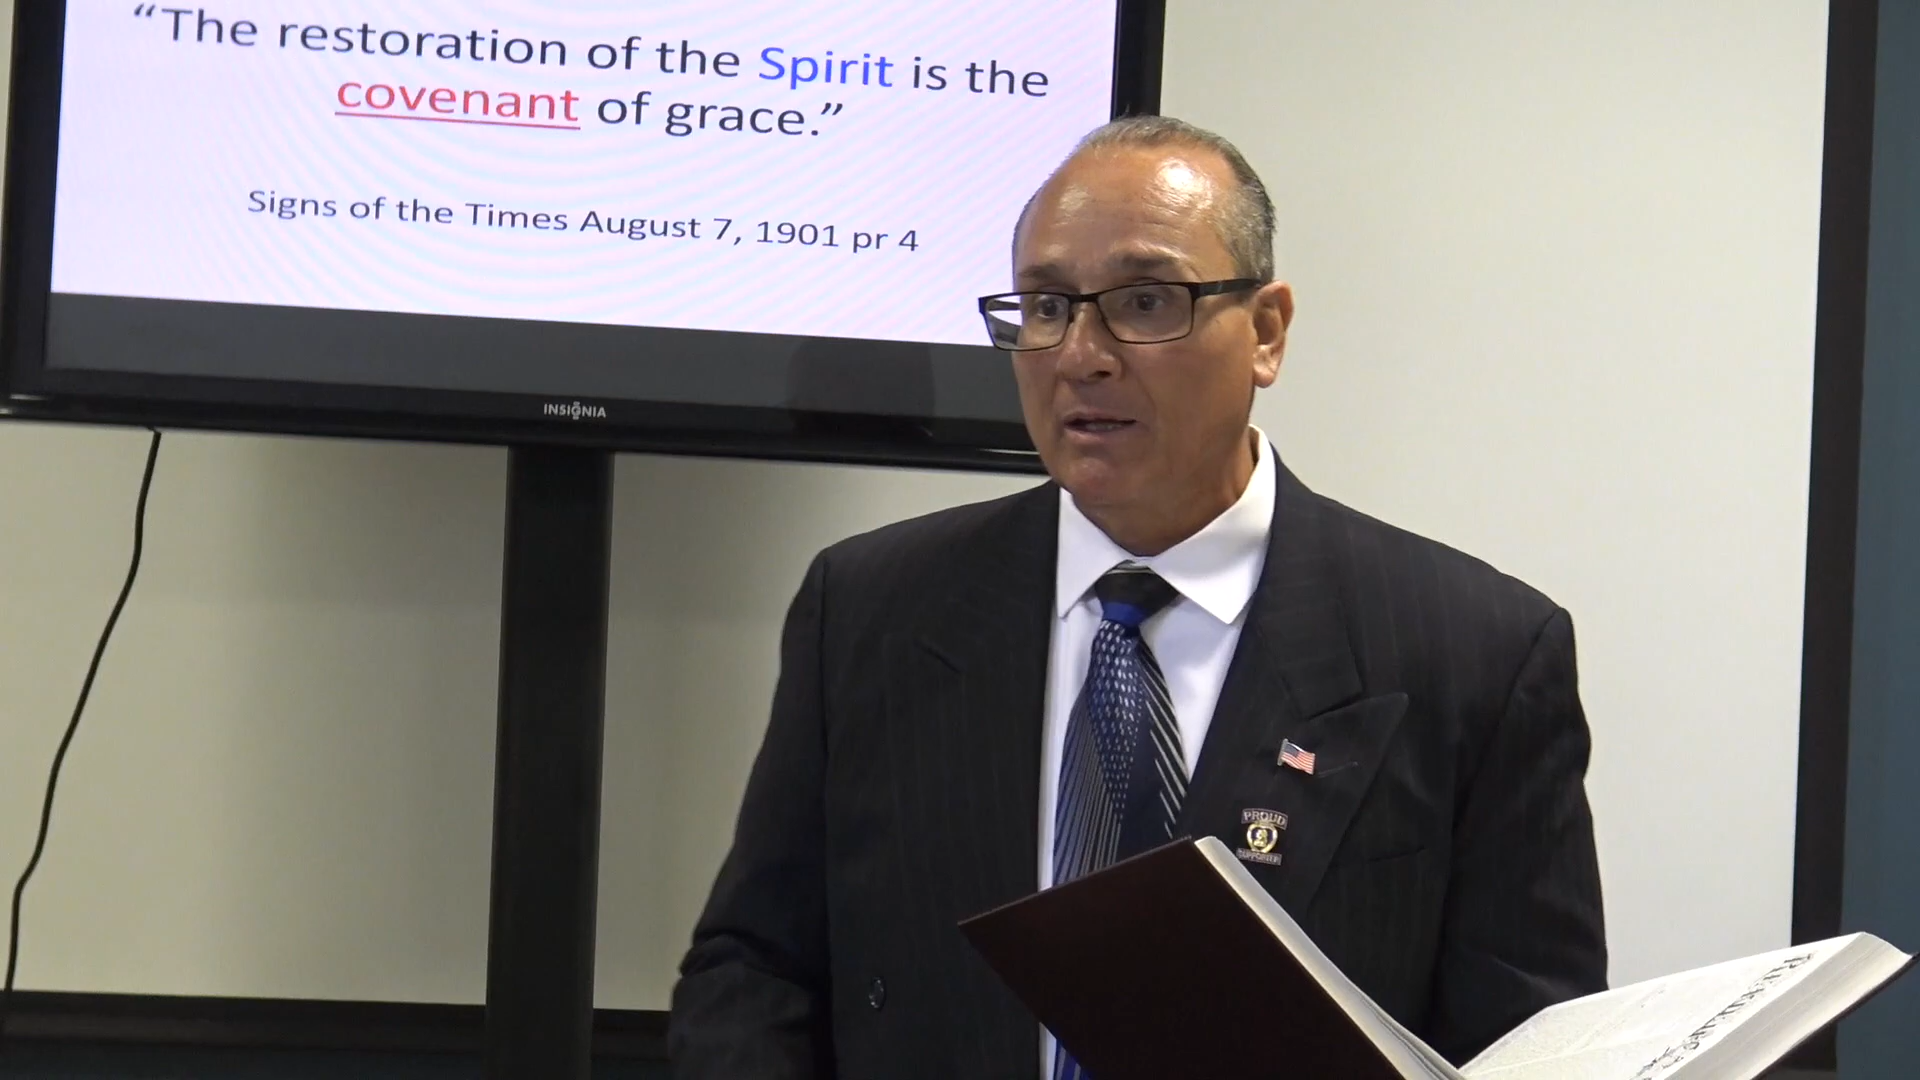 “The restoration of the Spirit is the
covenant of grace.”
Signs of the Times August 7, 1901 pr 4
INSIGNIA
PROUD
SUPPORTER